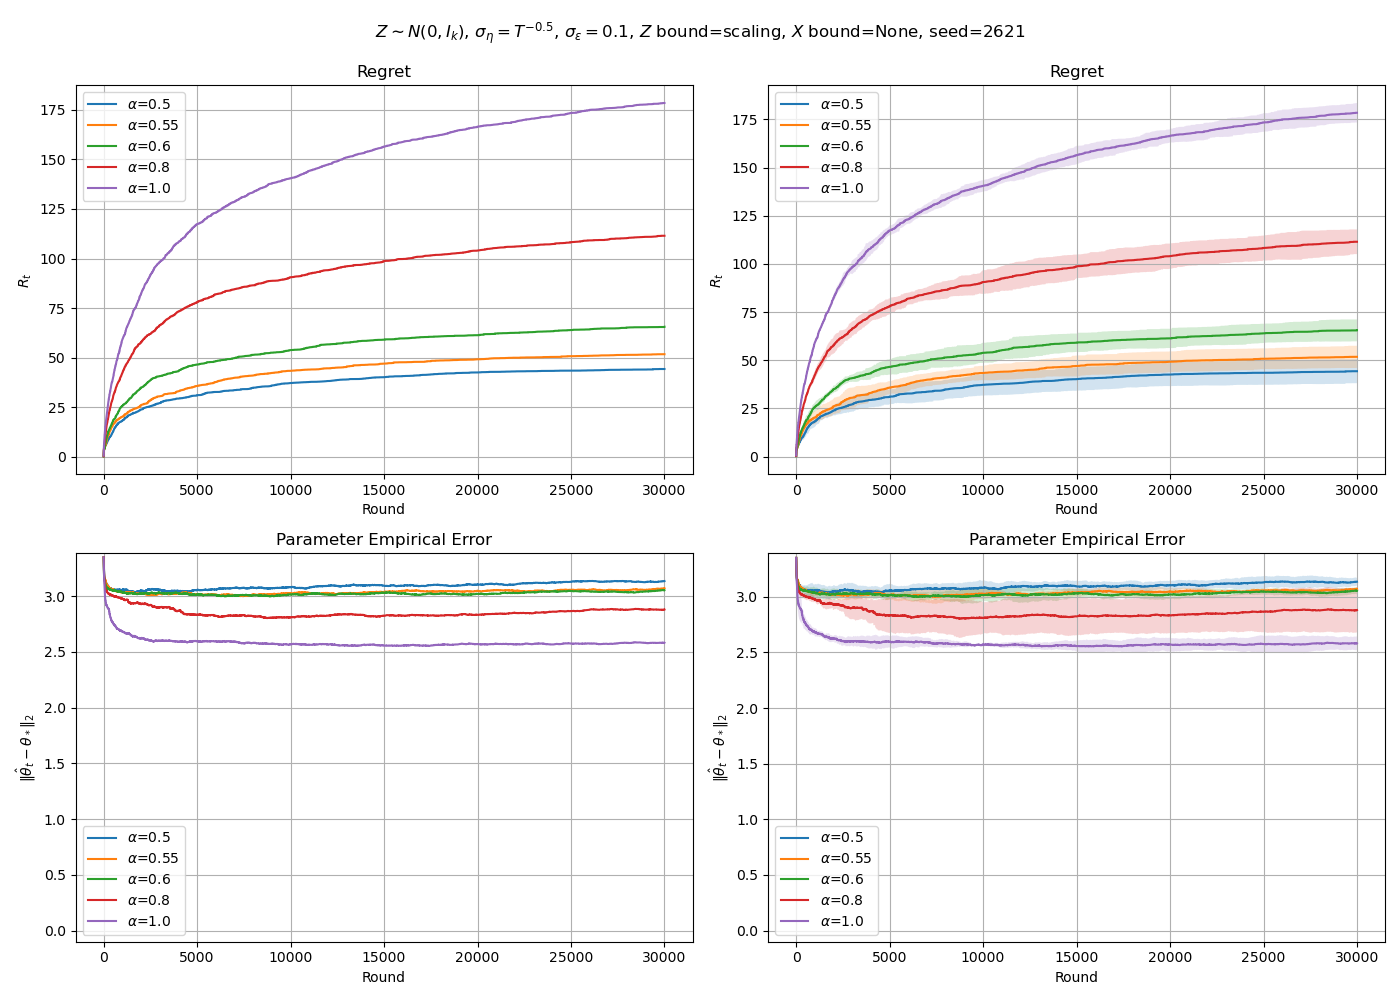 Z ∼ N(0, I_k), σ_η = T^{−0.5}, σ_ε = 0.1, Z bound=scaling, X bound=None, seed=2621
Regret
R_t
175
150
125
100
75
50
25
0
α=0.5
α=0.55
α=0.6
α=0.8
α=1.0
0 5000 10000 15000 20000 25000 30000
Round
Regret
R_t
175
150
125
100
75
50
25
0
α=0.5
α=0.55
α=0.6
α=0.8
α=1.0
0 5000 10000 15000 20000 25000 30000
Round
Parameter Empirical Error
‖θ̂_t − θ_*‖_2
3.0
2.5
2.0
1.5
1.0
0.5
0.0
α=0.5
α=0.55
α=0.6
α=0.8
α=1.0
0 5000 10000 15000 20000 25000 30000
Round
Parameter Empirical Error
‖θ̂_t − θ_*‖_2
3.0
2.5
2.0
1.5
1.0
0.5
0.0
α=0.5
α=0.55
α=0.6
α=0.8
α=1.0
0 5000 10000 15000 20000 25000 30000
Round